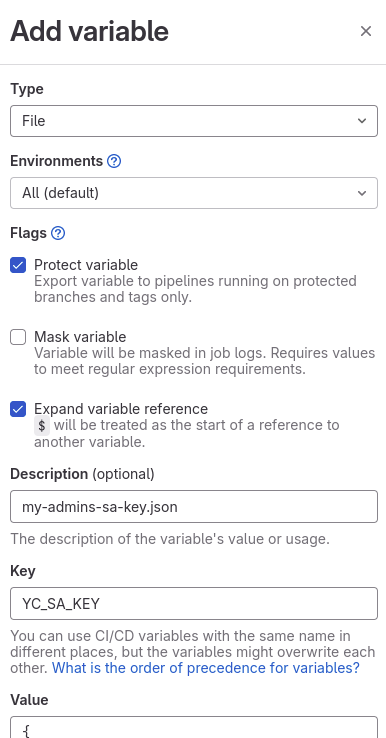 Add variable
Type
File
Environments
All (default)
Flags
Protect variable
Export variable to pipelines running on protected
branches and tags only.
Mask variable
Variable will be masked in job logs. Requires values
to meet regular expression requirements.
Expand variable reference
$ will be treated as the start of a reference to
another variable.
Description (optional)
my-admins-sa-key.json
The description of the variable's value or usage.
Key
YC_SA_KEY
You can use CI/CD variables with the same name in
different places, but the variables might overwrite each
other. What is the order of precedence for variables?
Value
{